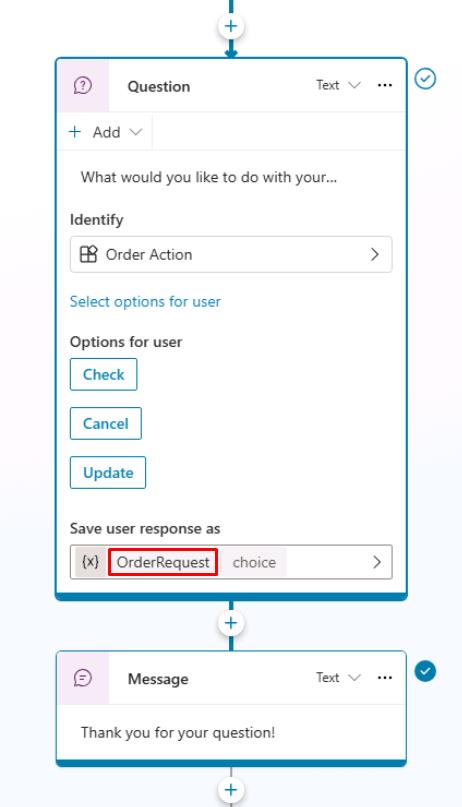 Question
Text
Add
What would you like to do with your...
Identify
Order Action
Select options for user
Options for user
Check
Cancel
Update
Save user response as
{x} OrderRequest choice
Message
Text
Thank you for your question!